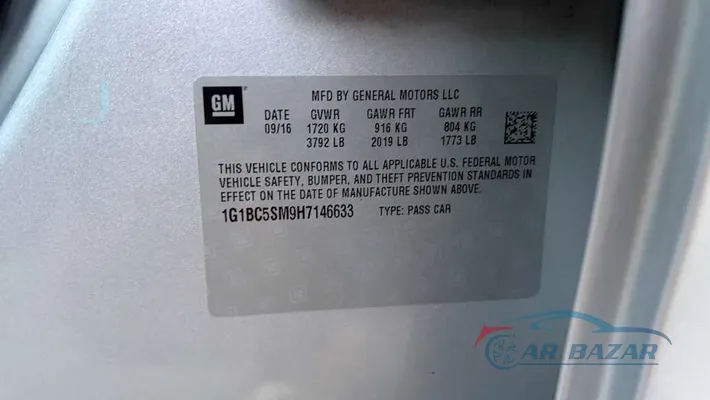 GM
MFD BY GENERAL MOTORS LLC
DATE GVWR GAWR FRT GAWR RR
09/16 1720 KG 916 KG 804 KG
3792 LB 2019 LB 1773 LB
THIS VEHICLE CONFORMS TO ALL APPLICABLE U.S. FEDERAL MOTOR
VEHICLE SAFETY, BUMPER, AND THEFT PREVENTION STANDARDS IN
EFFECT ON THE DATE OF MANUFACTURE SHOWN ABOVE.
1G1BC5SM9H7146633 TYPE: PASS CAR
CAR BAZAR